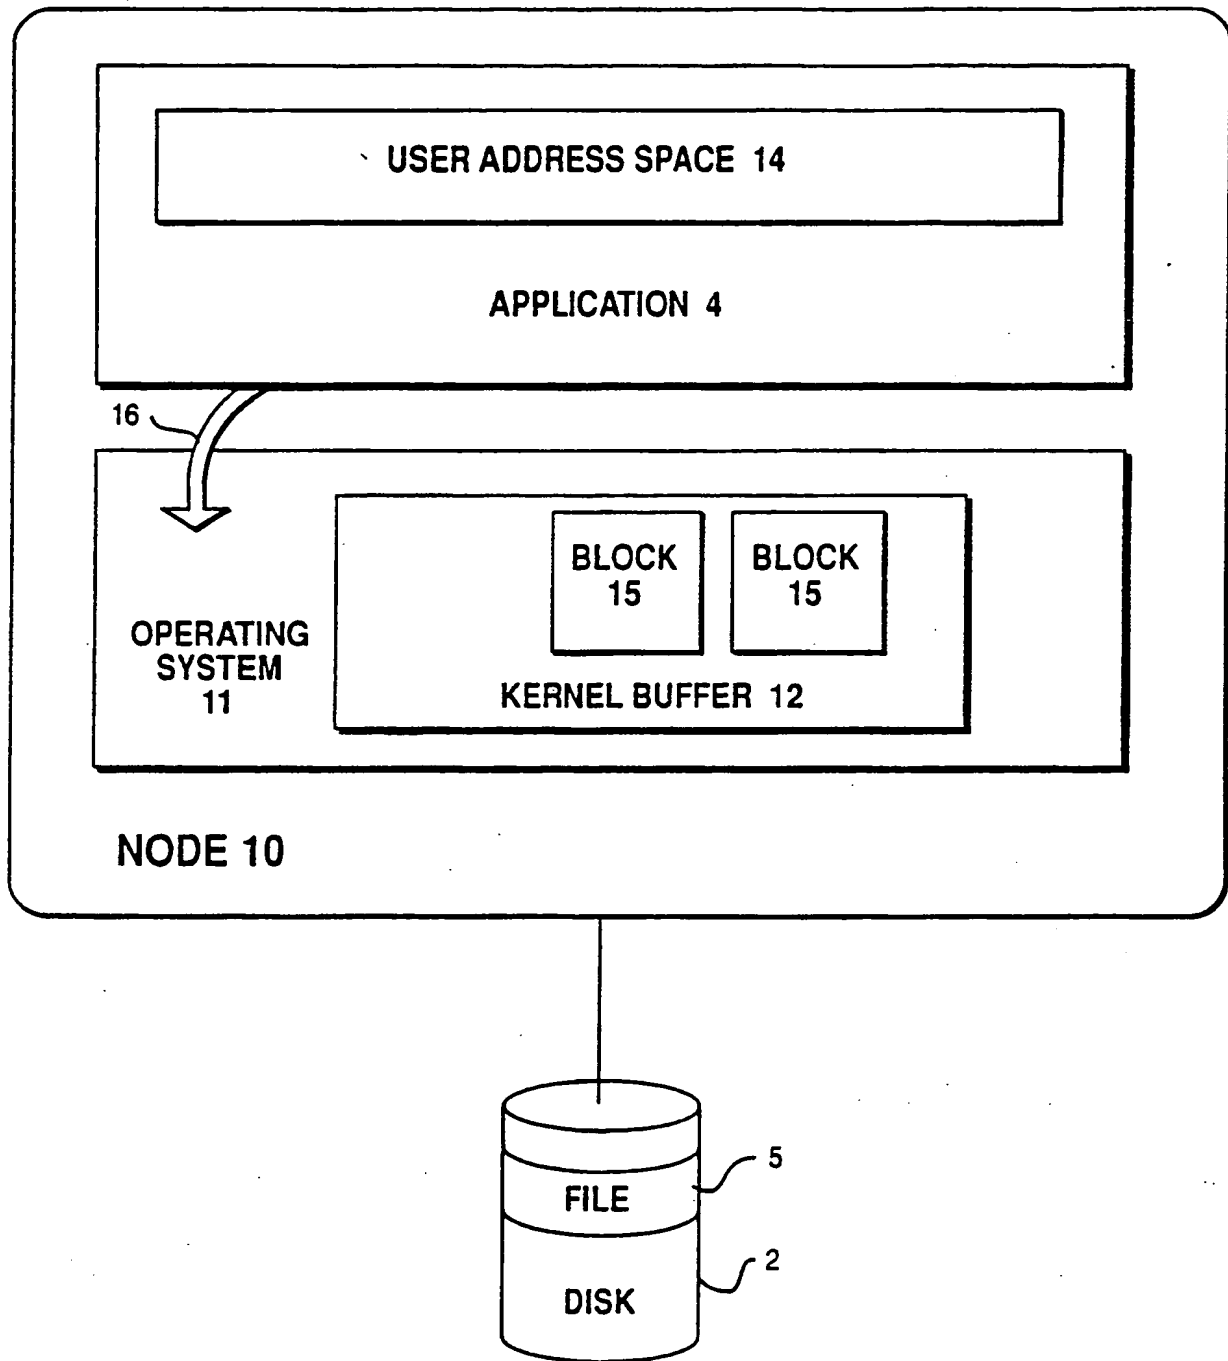 USER ADDRESS SPACE 14
APPLICATION 4
16
BLOCK
15
BLOCK
15
OPERATING
SYSTEM
11
KERNEL BUFFER 12
NODE 10
5
FILE
2
DISK